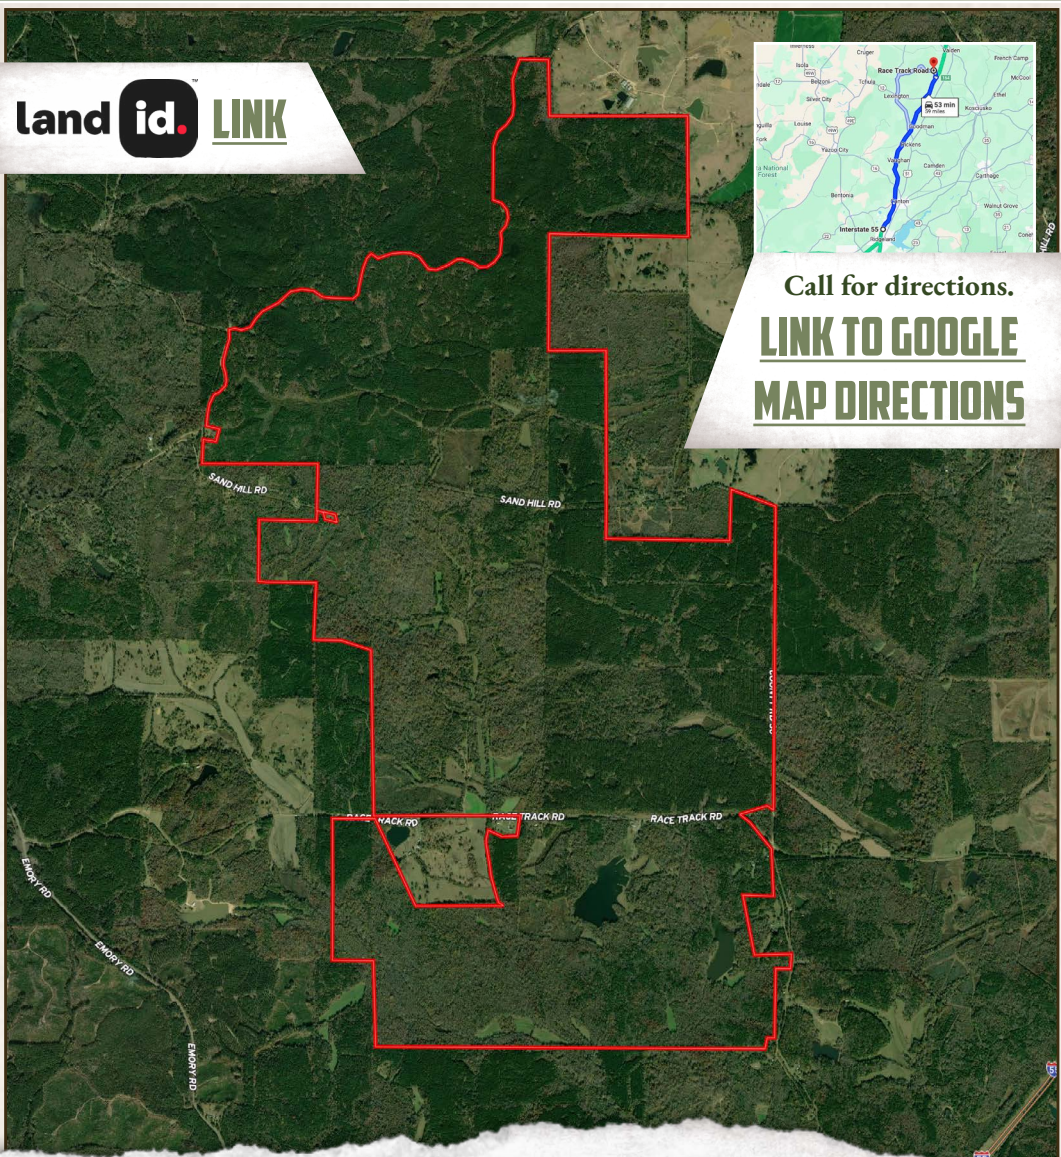 land id.™ LINK
Inverness
Cruger
Vaiden
Isola
French Camp
Race Track Road
Belzoni
Tchula
McCool
Silver City
Lexington
Ethel
53 min
39 miles
Kosciusko
Louise
Goodman
Pickens
Yazoo City
Vaughan
Camden
Carthage
Bentonia
Canton
Walnut Grove
Interstate 55
Ridgeland
Call for directions.
LINK TO GOOGLE
MAP DIRECTIONS
SAND HILL RD
SAND HILL RD
RACE TRACK RD
RACE TRACK RD
RACE TRACK RD
EMORY RD
EMORY RD
EMORY RD